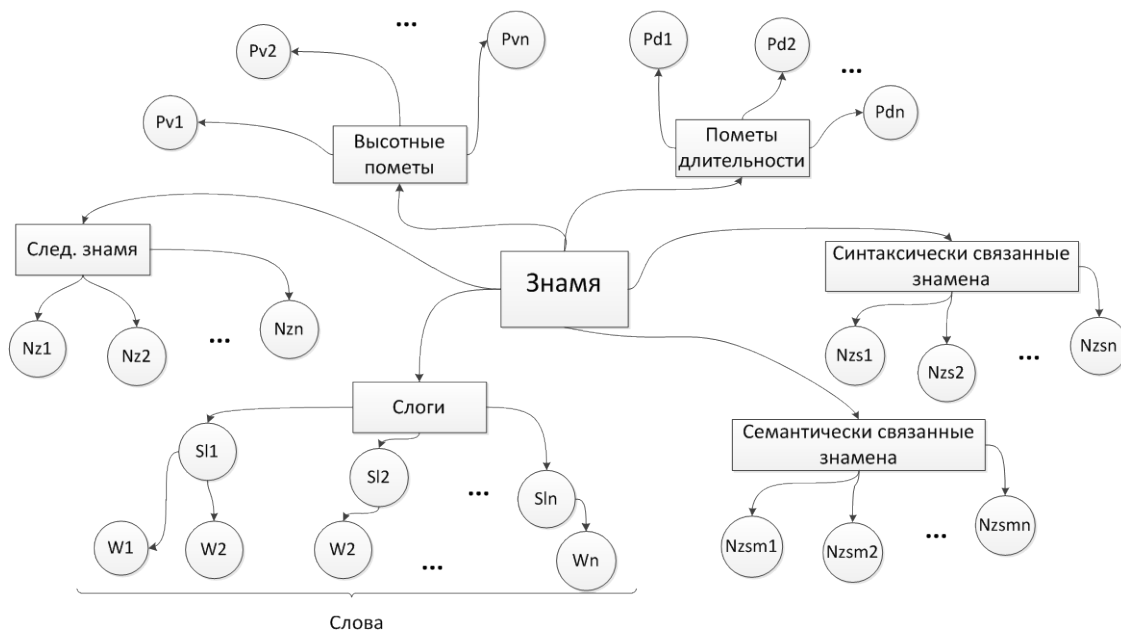 ...
Pv2
Pvn
Pd1
Pd2
...
Pv1
Pdn
Высотные
пометы
Пометы
длительности
След. знамя
Знамя
Синтаксически связанные
знамена
Nz1
Nz2
...
Nzn
Nzs1
Nzs2
...
Nzsn
Слоги
Семантически связанные
знамена
Sl1
Sl2
...
Sln
Nzsm1
Nzsm2
...
Nzsmn
W1
W2
W2
...
Wn
Слова